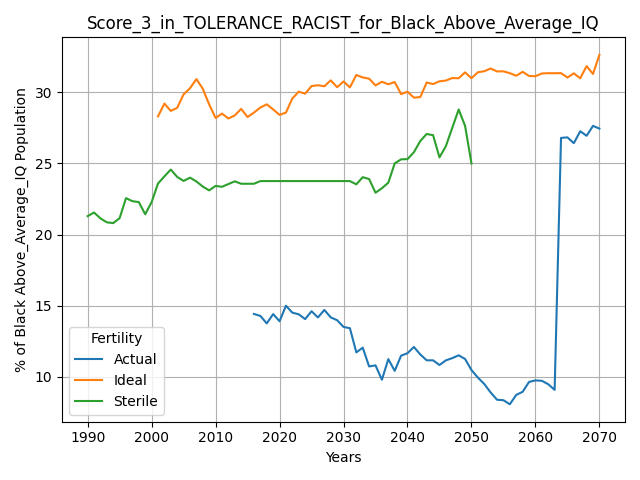 Score_3_in_TOLERANCE_RACIST_for_Black_Above_Average_IQ
% of Black Above_Average_IQ Population
30
25
20
15
10
Fertility
Actual
Ideal
Sterile
1990 2000 2010 2020 2030 2040 2050 2060 2070
Years